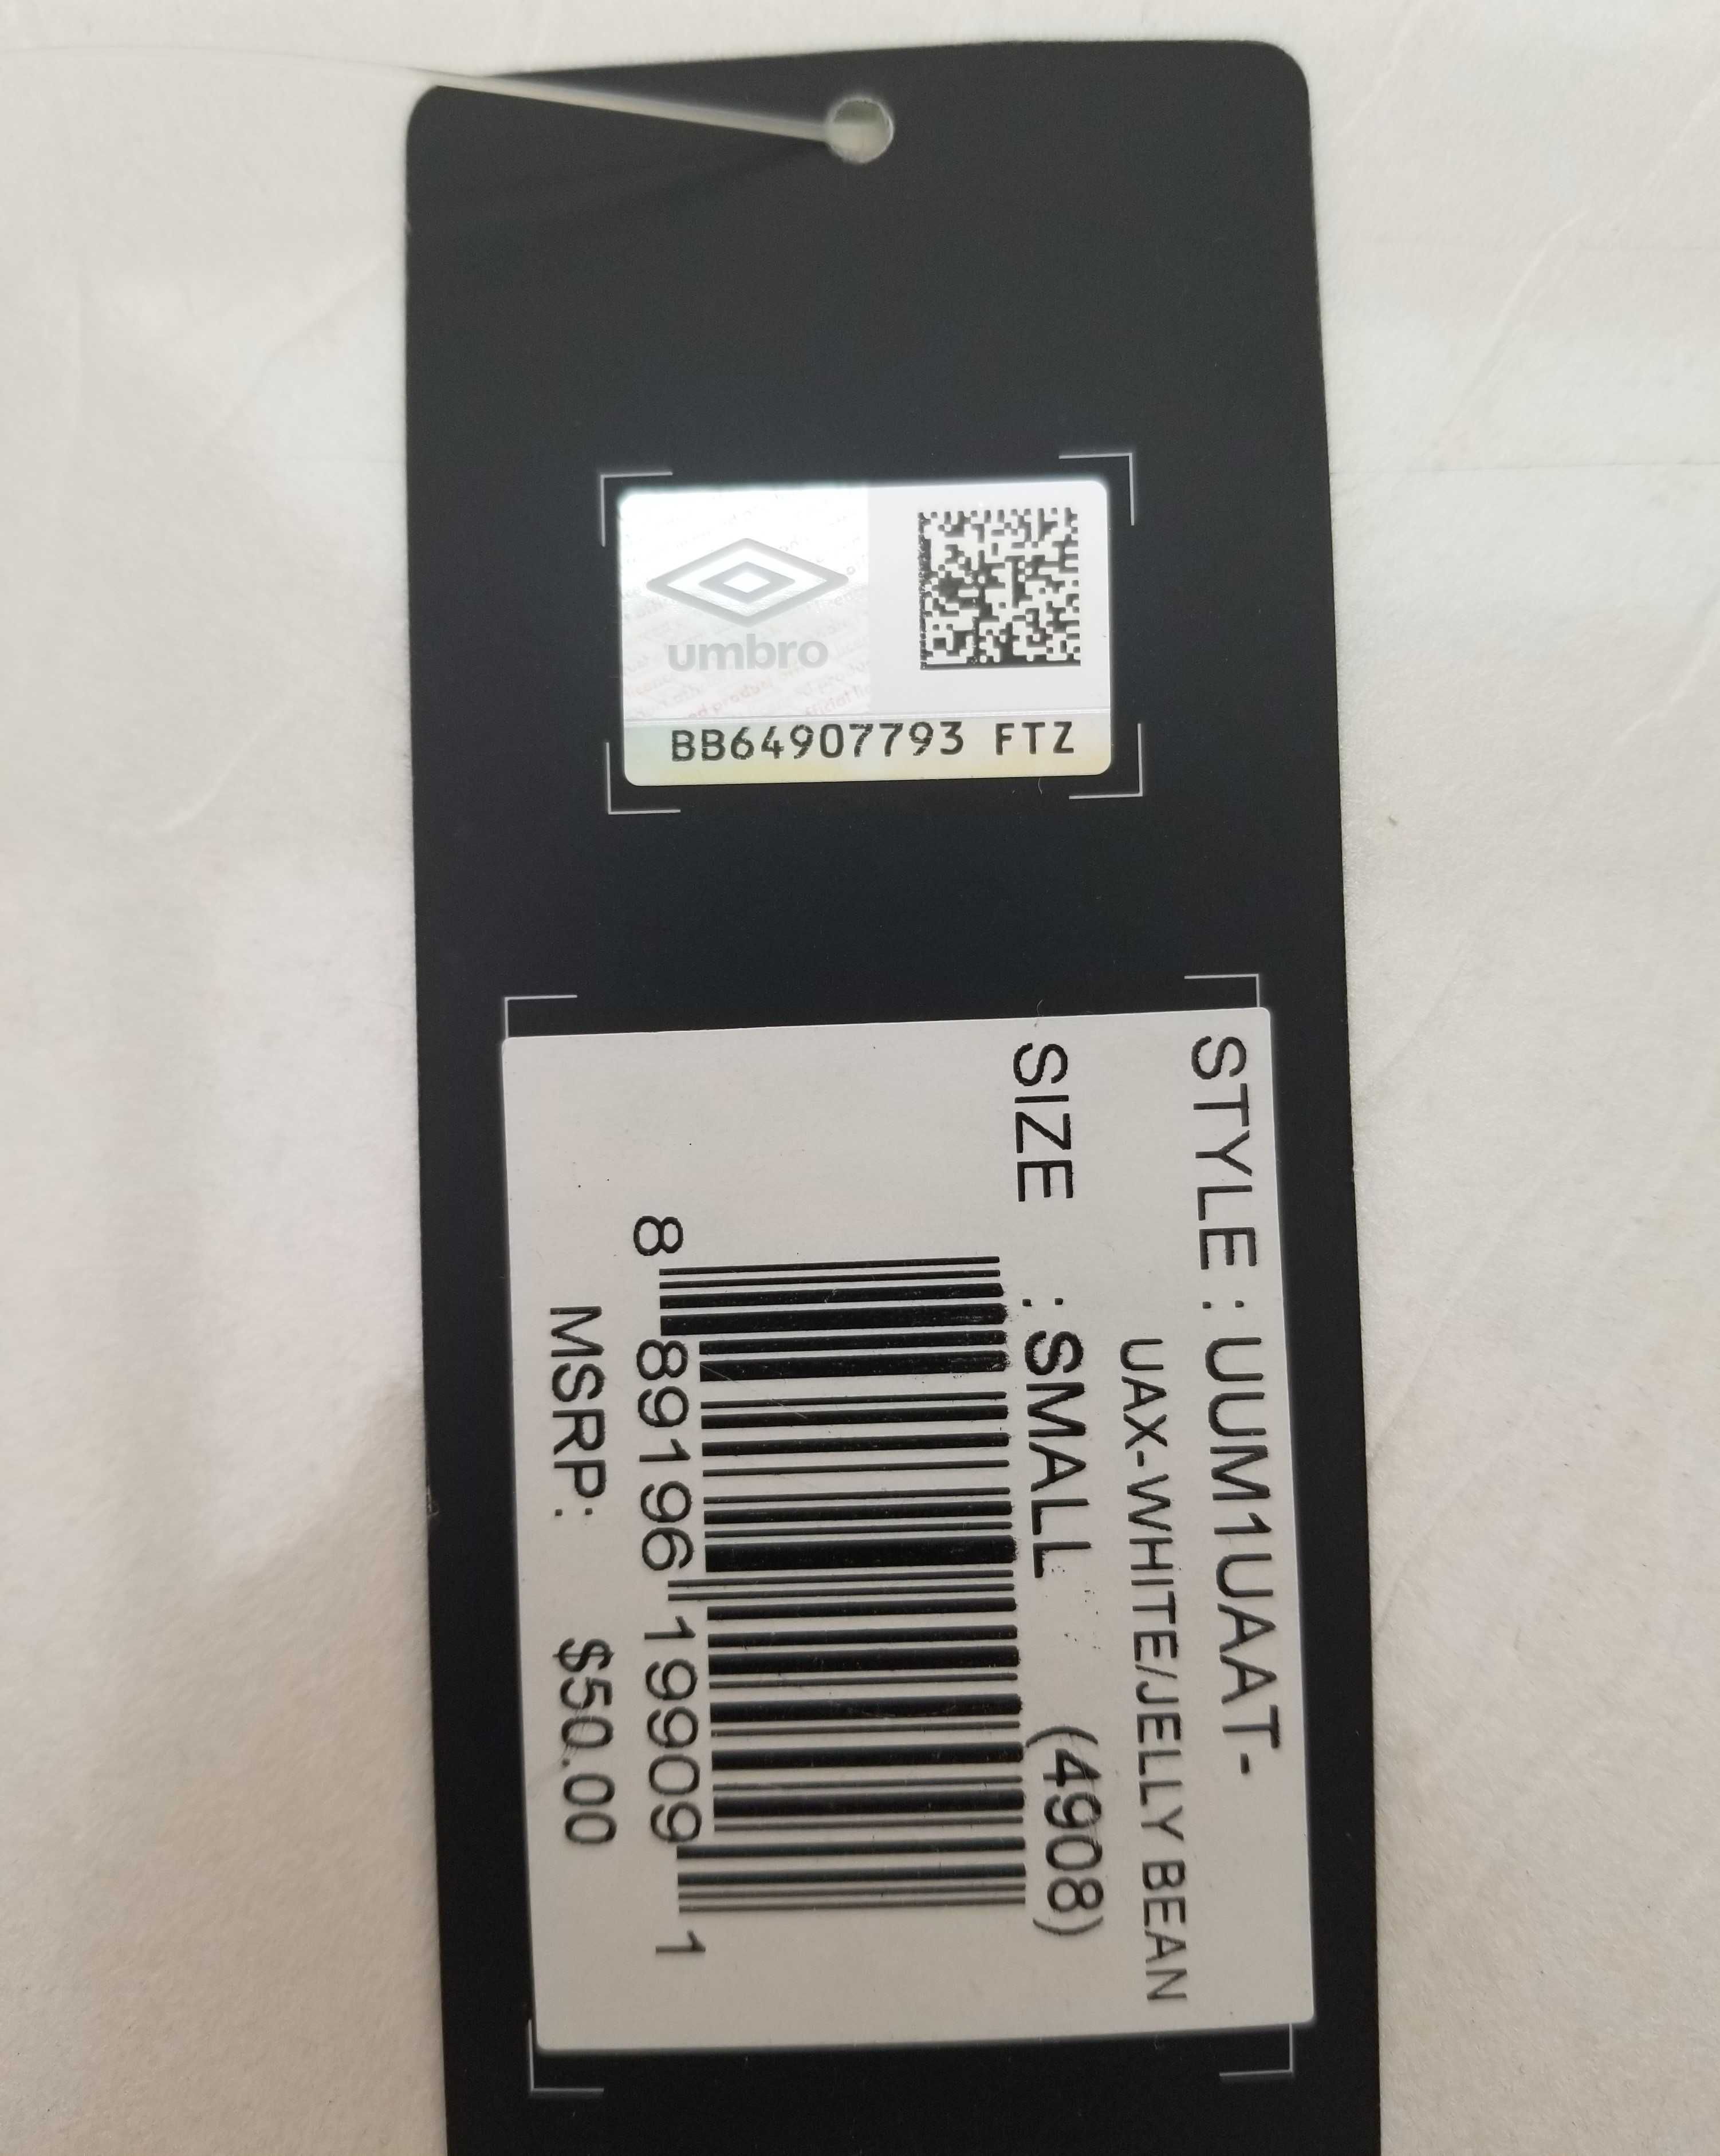 umbro
BB64907793 FTZ
STYLE : UUM1UAAT-
UAX-WHITE/JELLY BEAN
SIZE : SMALL (4908)
8 89196 19909 1
MSRP: $50.00